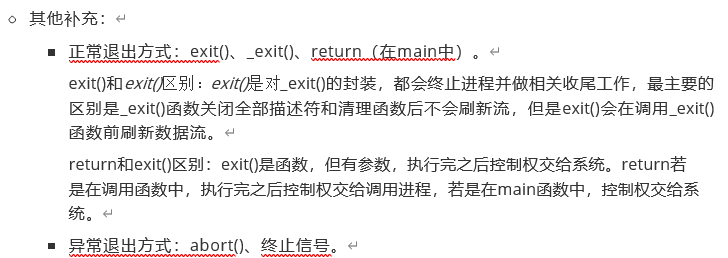 其他补充：
正常退出方式：exit()、_exit()、return（在main中）。
exit()和exit()区别：exit()是对_exit()的封装，都会终止进程并做相关收尾工作，最主要的
区别是_exit()函数关闭全部描述符和清理函数后不会刷新流，但是exit()会在调用_exit()
函数前刷新数据流。
return和exit()区别：exit()是函数，但有参数，执行完之后控制权交给系统。return若
是在调用函数中，执行完之后控制权交给调用进程，若是在main函数中，控制权交给系
统。
异常退出方式：abort()、终止信号。